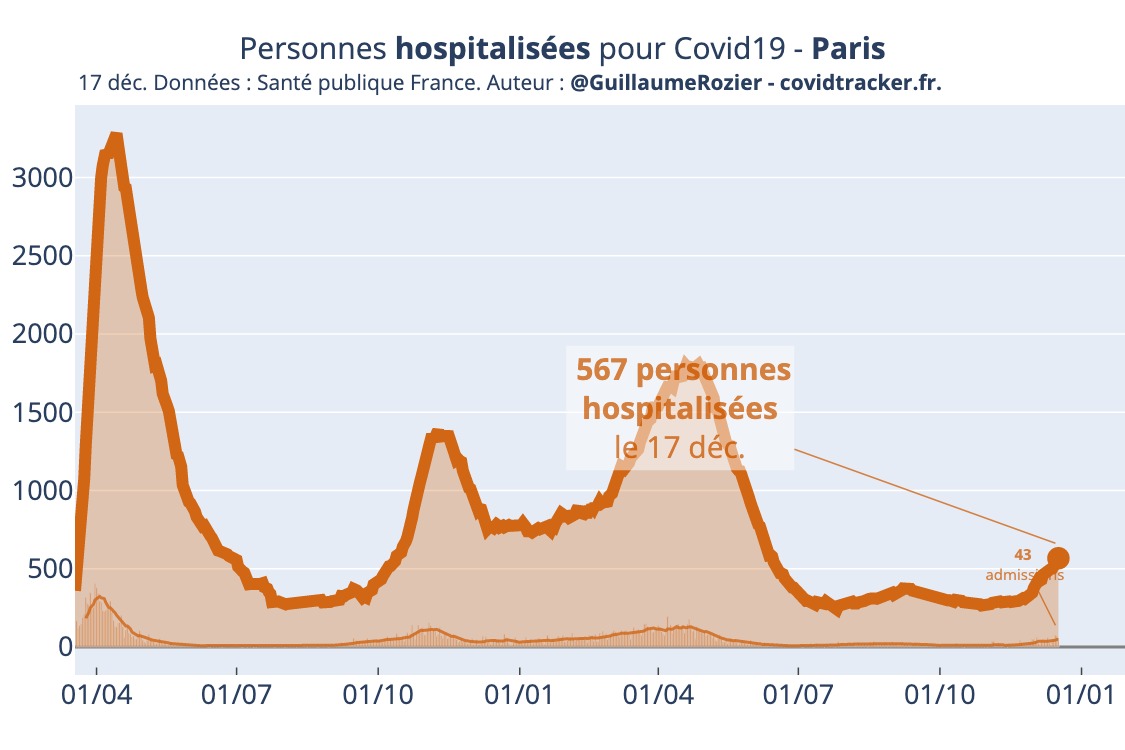 Personnes hospitalisées pour Covid19 - Paris
17 déc. Données : Santé publique France. Auteur : @GuillaumeRozier - covidtracker.fr.
3000
2500
2000
1500
1000
500
0
567 personnes
hospitalisées
le 17 déc.
43
admissions
01/04 01/07 01/10 01/01 01/04 01/07 01/10 01/01